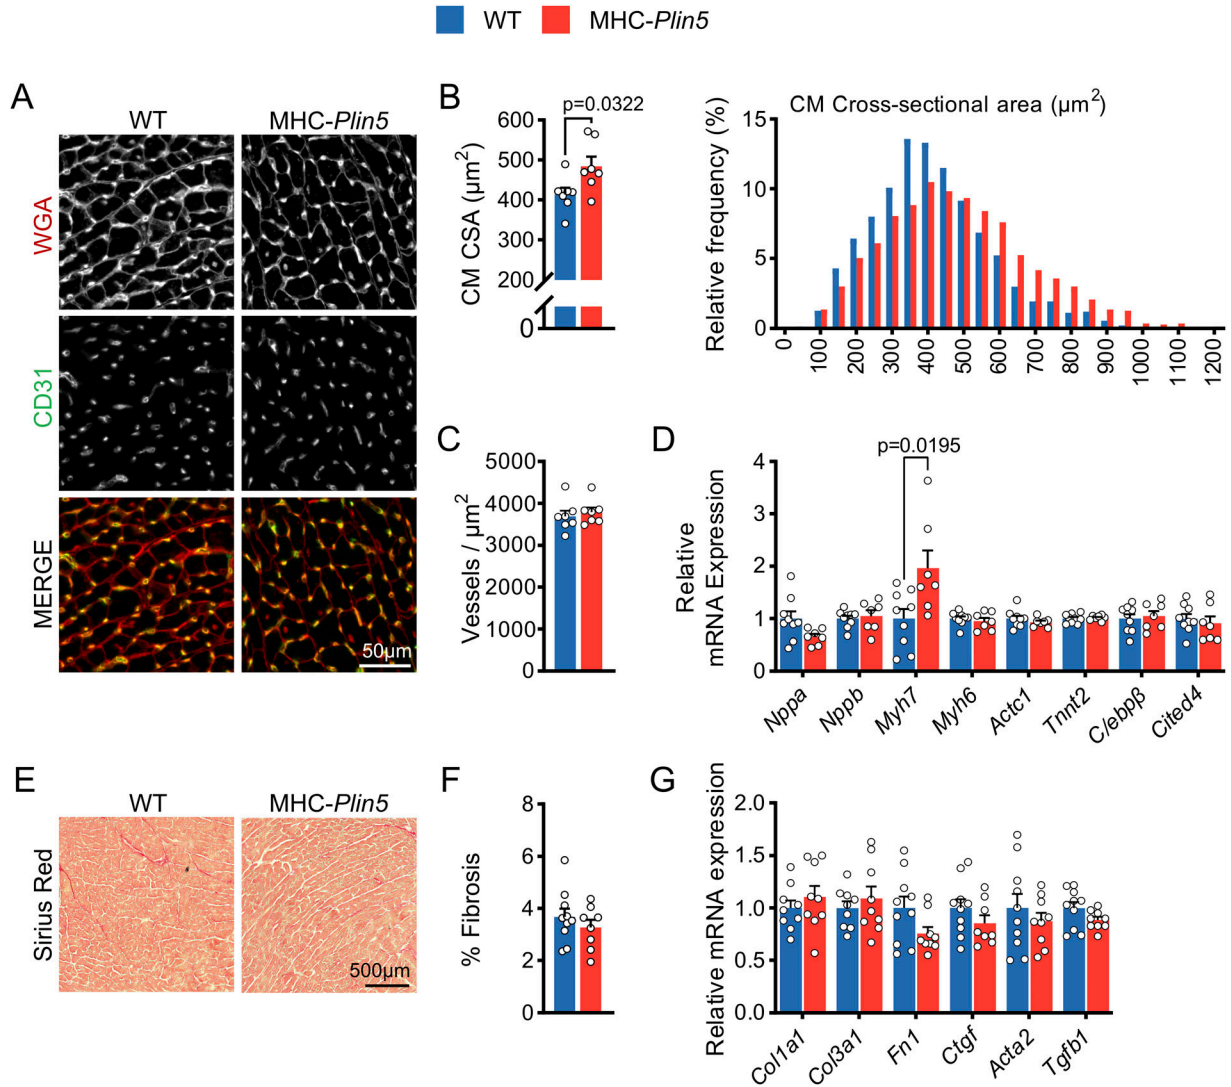 WT MHC-Plin5
A
WT MHC-Plin5
WGA
CD31
MERGE
50µm
B
p=0.0322
CM CSA (µm²)
600
500
400
300
200
0
CM Cross-sectional area (µm²)
Relative frequency (%)
15
10
5
0
0 100 200 300 400 500 600 700 800 900 1000 1100 1200
C
Vessels / µm²
5000
4000
3000
2000
1000
0
D
p=0.0195
Relative
mRNA Expression
4
3
2
1
0
Nppa Nppb Myh7 Myh6 Actc1 Tnnt2 C/ebpβ Cited4
E
WT MHC-Plin5
Sirius Red
500µm
F
% Fibrosis
8
6
4
2
0
G
Relative mRNA expression
2.0
1.5
1.0
0.5
0.0
Col1a1 Col3a1 Fn1 Ctgf Acta2 Tgfb1